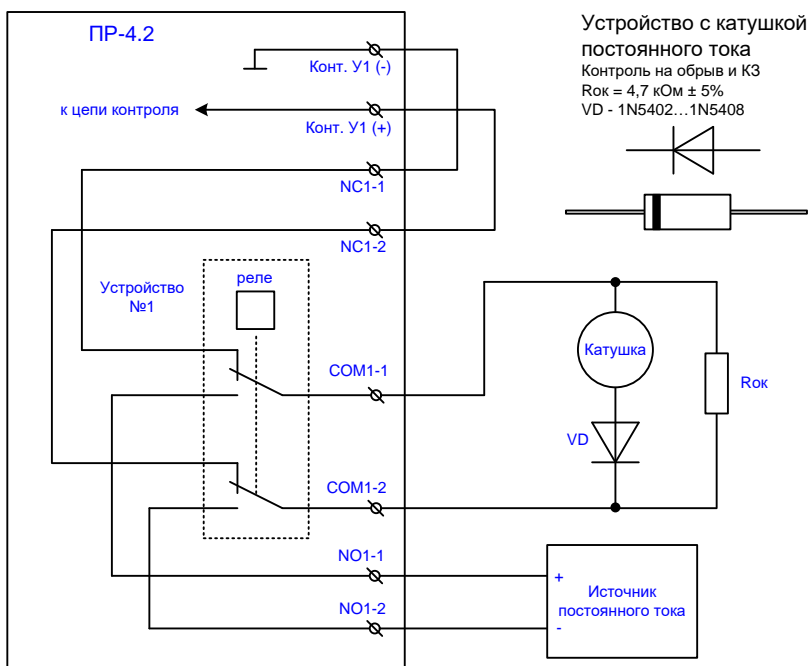 ПР-4.2
Конт. У1 (-)
к цепи контроля
Конт. У1 (+)
NC1-1
NC1-2
Устройство
№1
реле
COM1-1
COM1-2
NO1-1
NO1-2
Устройство с катушкой
постоянного тока
Контроль на обрыв и КЗ
Rок = 4,7 кОм ± 5%
VD - 1N5402...1N5408
Катушка
VD
Rок
+
Источник
постоянного тока
-